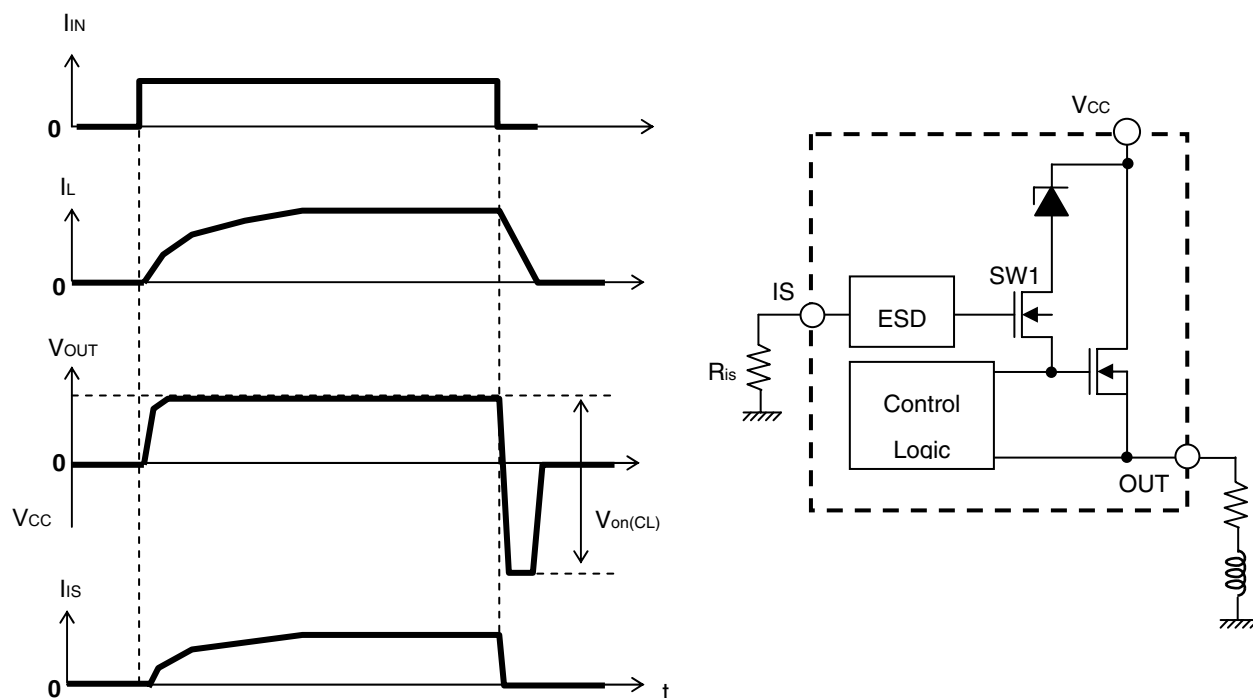 IIN
0
IL
0
VOUT
0
VCC
Von(CL)
IIS
0
t
VCC
SW1
IS
ESD
Ris
Control
Logic
OUT